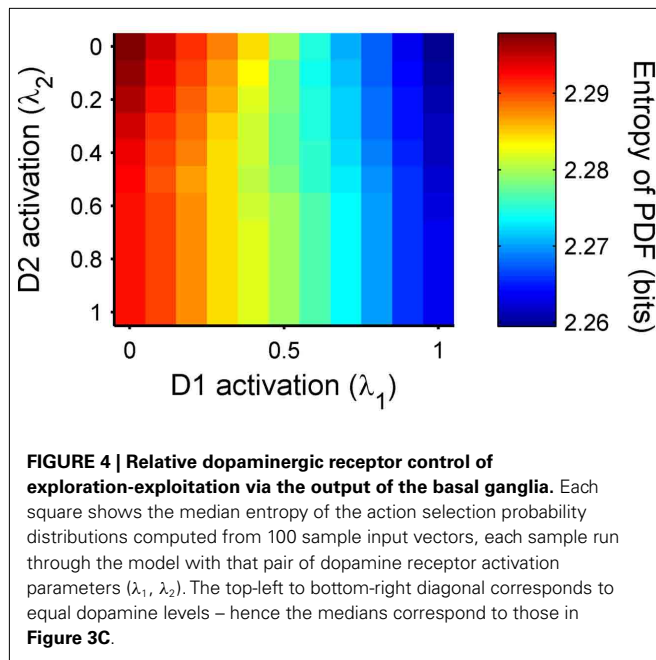 0
0.2
0.4
0.6
0.8
1
D2 activation (λ2)
0 0.5 1
D1 activation (λ1)
2.29
2.28
2.27
2.26
Entropy of PDF (bits)
FIGURE 4 | Relative dopaminergic receptor control of
exploration-exploitation via the output of the basal ganglia. Each
square shows the median entropy of the action selection probability
distributions computed from 100 sample input vectors, each sample run
through the model with that pair of dopamine receptor activation
parameters (λ1, λ2). The top-left to bottom-right diagonal corresponds to
equal dopamine levels – hence the medians correspond to those in
Figure 3C.